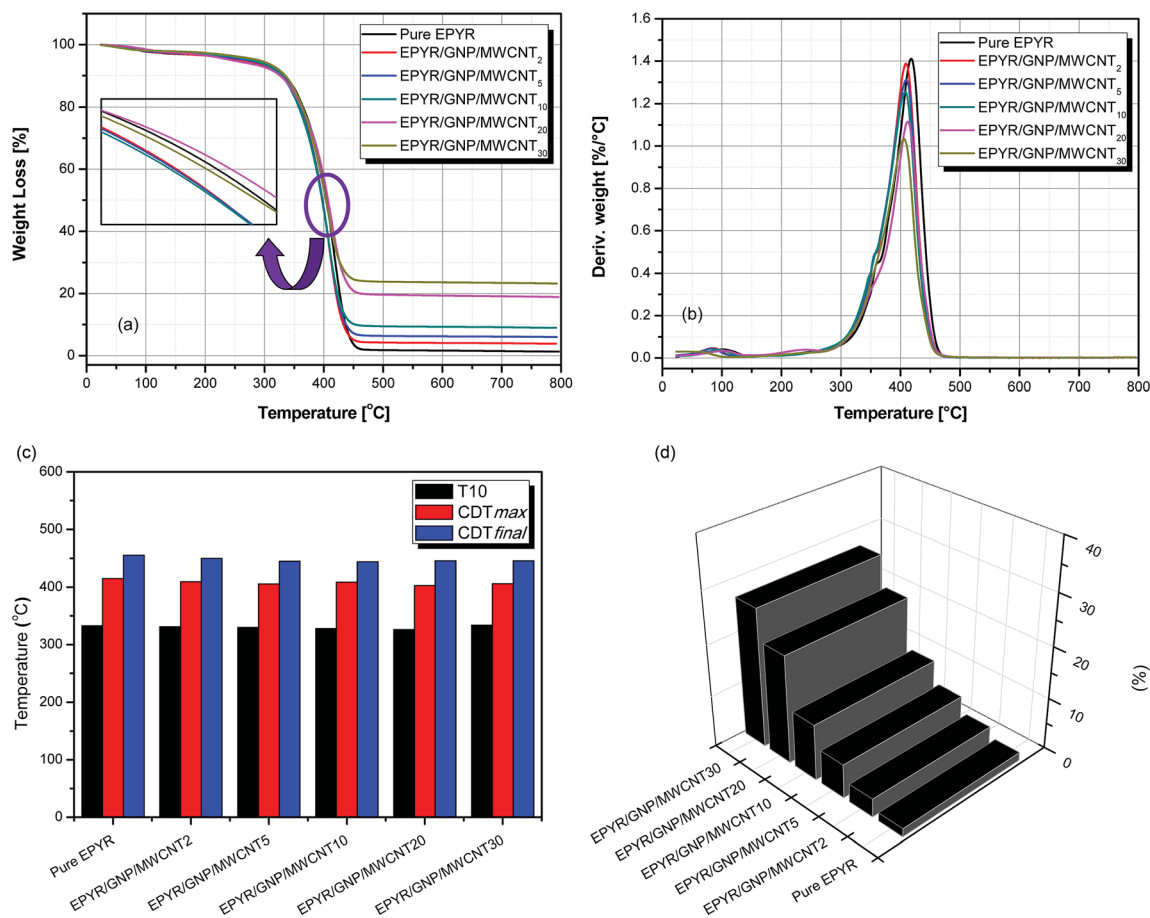 100
80
60
40
20
0
0
100
200
300
400
500
600
700
800
Weight Loss [%]
Temperature [°C]
Pure EPYR
EPYR/GNP/MWCNT2
EPYR/GNP/MWCNT5
EPYR/GNP/MWCNT10
EPYR/GNP/MWCNT20
EPYR/GNP/MWCNT30
(a)
1.6
1.4
1.2
1.0
0.8
0.6
0.4
0.2
0.0
0
100
200
300
400
500
600
700
800
Deriv. weight [%/°C]
Temperature [°C]
Pure EPYR
EPYR/GNP/MWCNT2
EPYR/GNP/MWCNT5
EPYR/GNP/MWCNT10
EPYR/GNP/MWCNT20
EPYR/GNP/MWCNT30
(b)
(c)
600
500
400
300
200
100
0
Temperature (°C)
T10
CDTmax
CDTfinal
Pure EPYR
EPYR/GNP/MWCNT2
EPYR/GNP/MWCNT5
EPYR/GNP/MWCNT10
EPYR/GNP/MWCNT20
EPYR/GNP/MWCNT30
(d)
40
30
20
10
0
(%)
EPYR/GNP/MWCNT30
EPYR/GNP/MWCNT20
EPYR/GNP/MWCNT10
EPYR/GNP/MWCNT5
EPYR/GNP/MWCNT2
Pure EPYR